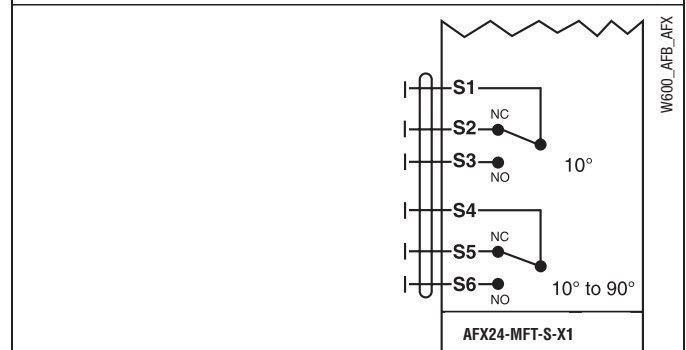 W600_AFB_AFX
S1
NC
S2
S3
10°
NO
S4
NC
S5
S6
10° to 90°
NO
AFX24-MFT-S-X1